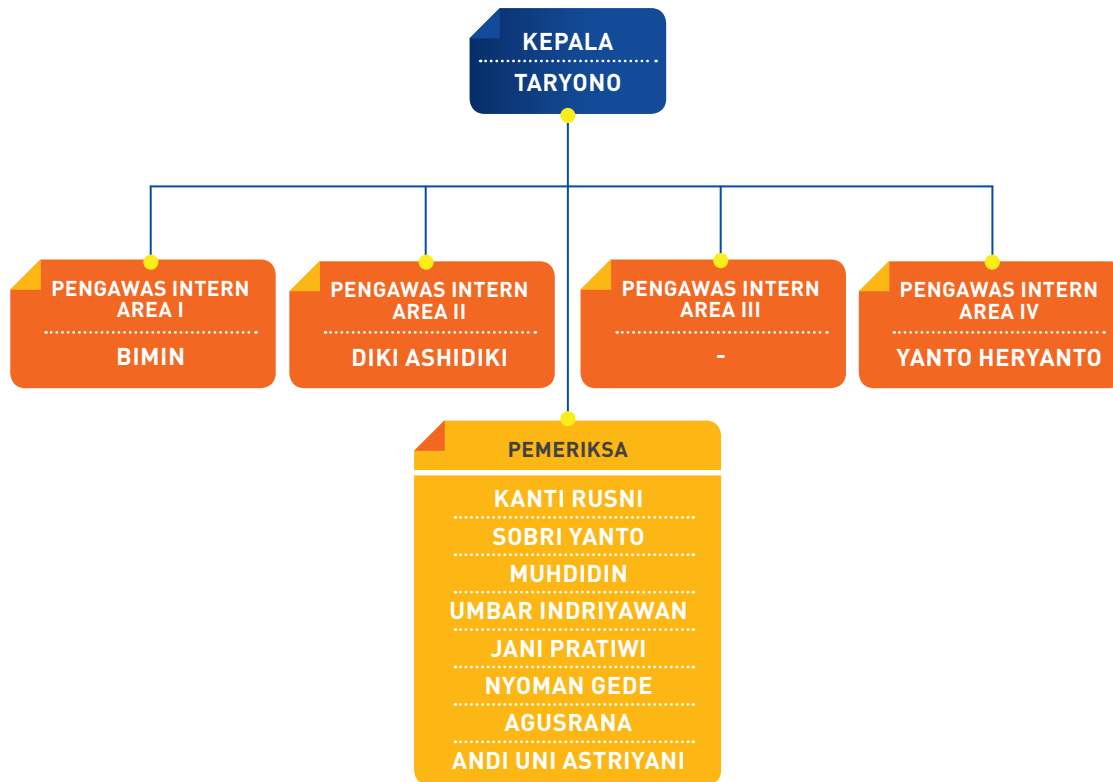 KEPALA
TARYONO
PENGAWAS INTERN
AREA I
BIMIN
PENGAWAS INTERN
AREA II
DIKI ASHIDIKI
PENGAWAS INTERN
AREA III
-
PENGAWAS INTERN
AREA IV
YANTO HERYANTO
PEMERIKSA
KANTI RUSNI
SOBRI YANTO
MUHDIDIN
UMBAR INDRIYAWAN
JANI PRATIWI
NYOMAN GEDE
AGUSRANA
ANDI UNI ASTRIYANI